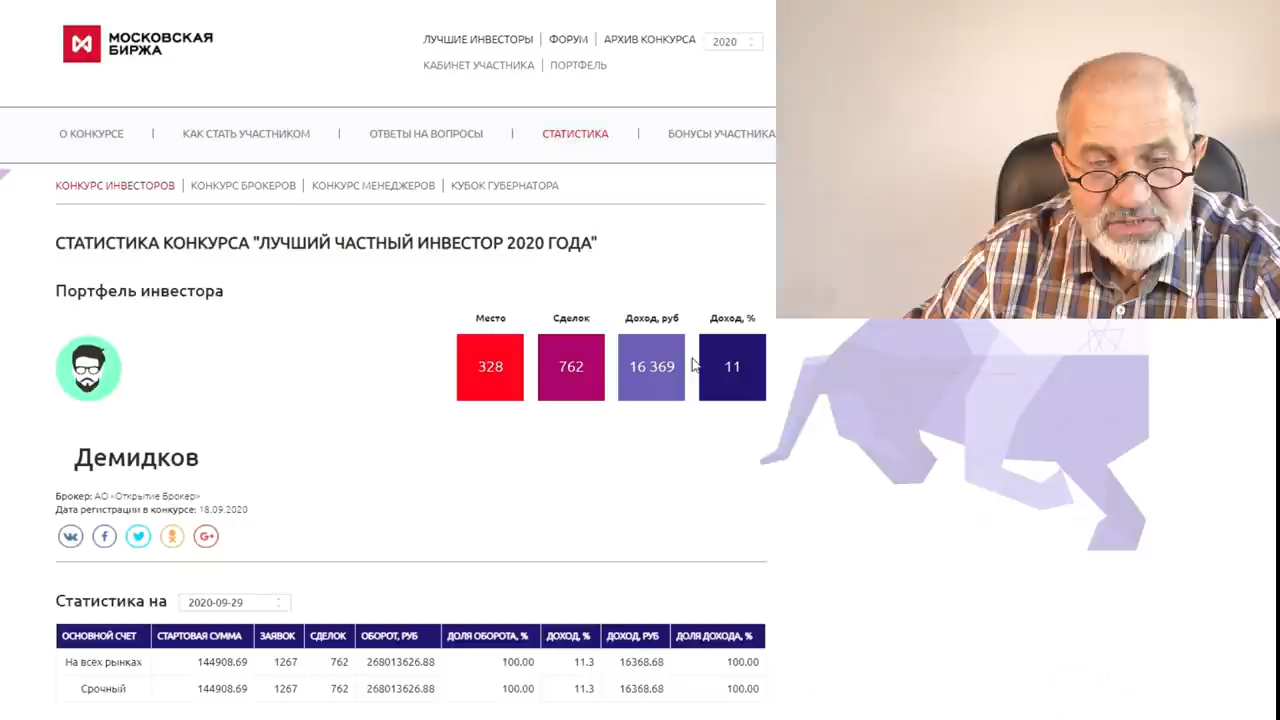 МОСКОВСКАЯ
БИРЖА
ЛУЧШИЕ ИНВЕСТОРЫ | ФОРУМ | АРХИВ КОНКУРСА 2020
КАБИНЕТ УЧАСТНИКА | ПОРТФЕЛЬ
О КОНКУРСЕ | КАК СТАТЬ УЧАСТНИКОМ | ОТВЕТЫ НА ВОПРОСЫ | СТАТИСТИКА | БОНУСЫ УЧАСТНИКА
КОНКУРС ИНВЕСТОРОВ | КОНКУРС БРОКЕРОВ | КОНКУРС МЕНЕДЖЕРОВ | КУБОК ГУБЕРНАТОРА
СТАТИСТИКА КОНКУРСА "ЛУЧШИЙ ЧАСТНЫЙ ИНВЕСТОР 2020 ГОДА"
Портфель инвестора
Место Сделок Доход, руб Доход, %
328 762 16 369 11
Демидков
Брокер: АО «Открытие Брокер»
Дата регистрации в конкурсе: 18.09.2020
Статистика на 2020-09-29
ОСНОВНОЙ СЧЕТ СТАРТОВАЯ СУММА ЗАЯВОК СДЕЛОК ОБОРОТ, РУБ ДОЛЯ ОБОРОТА, % ДОХОД, % ДОХОД, РУБ ДОЛЯ ДОХОДА, %
На всех рынках 144908.69 1267 762 268013626.88 100.00 11.3 16368.68 100.00
Срочный 144908.69 1267 762 268013626.88 100.00 11.3 16368.68 100.00